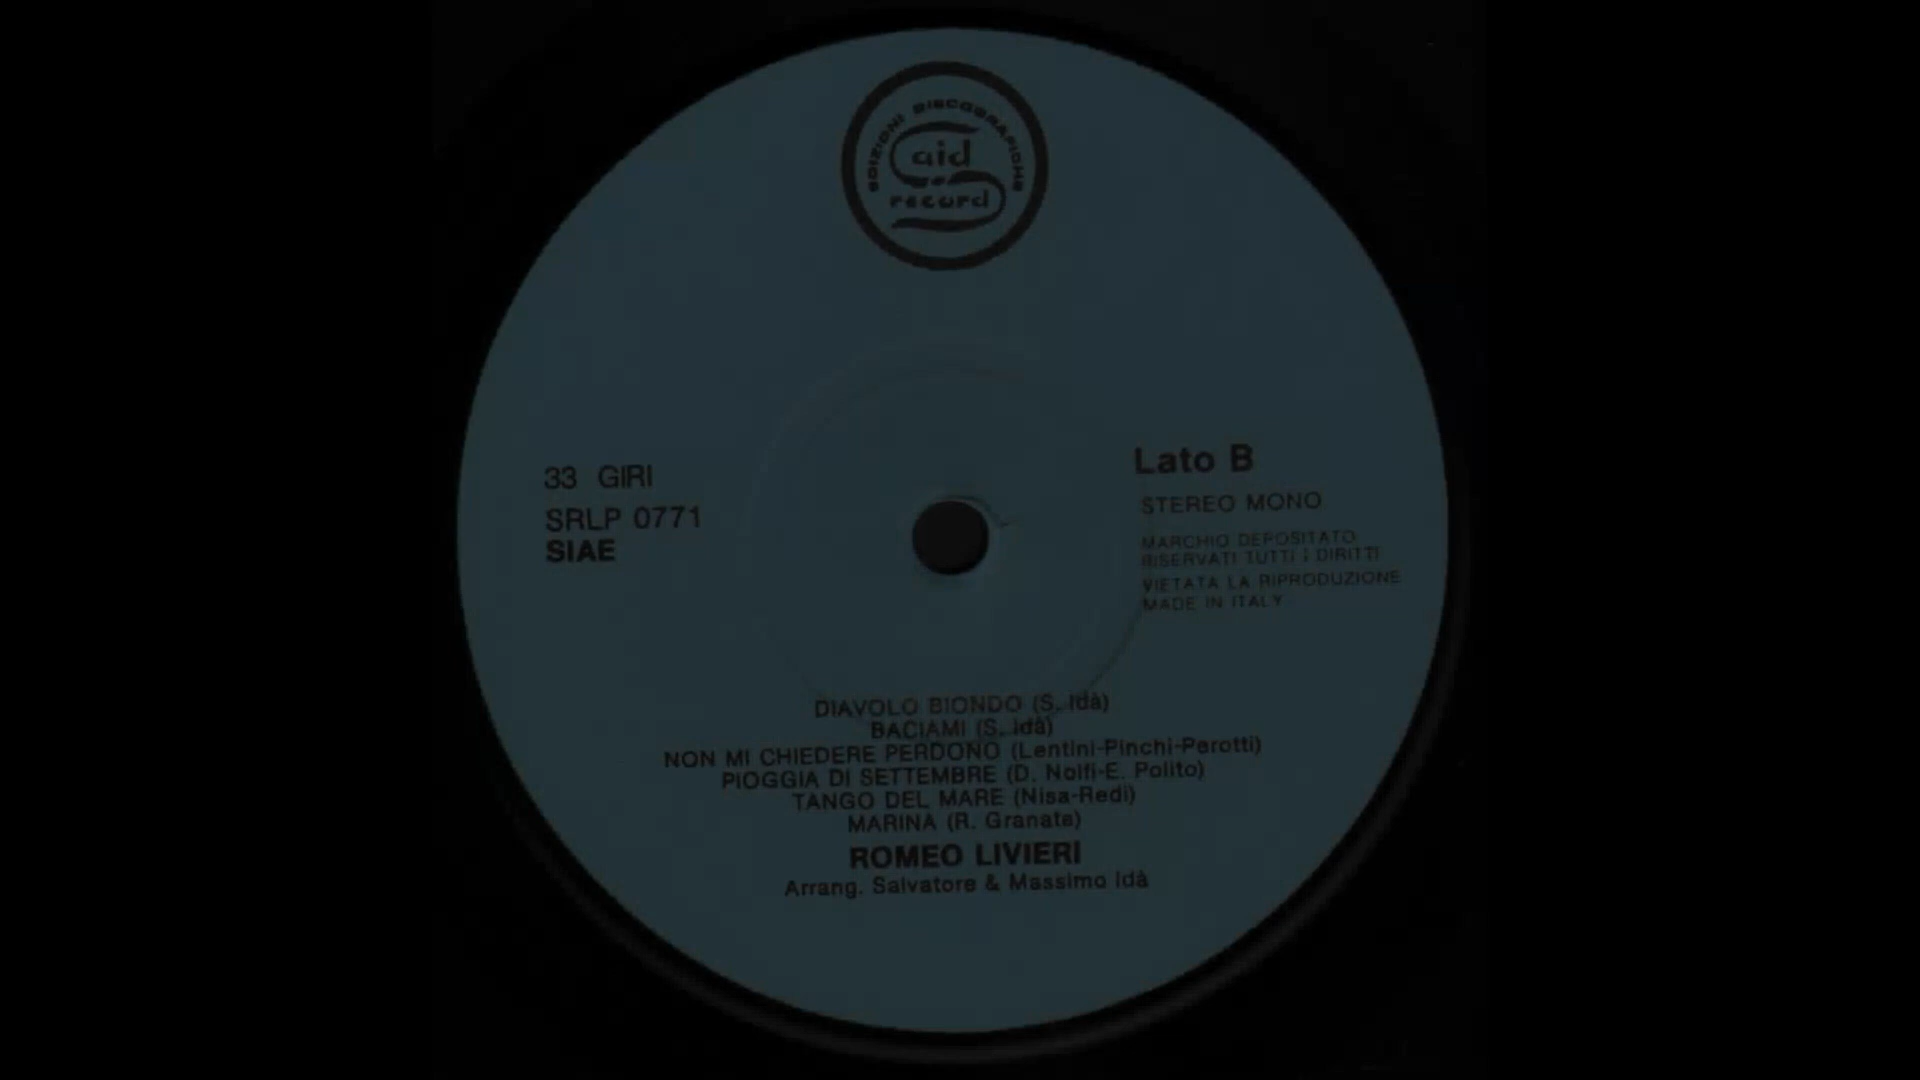 EDIZIONI DISCOGRAFICHE
Said
record
33 GIRI
SRLP 0771
SIAE
Lato B
STEREO MONO
MARCHIO DEPOSITATO
RISERVATI TUTTI I DIRITTI
VIETATA LA RIPRODUZIONE
MADE IN ITALY
DIAVOLO BIONDO (S. Idà)
BACIAMI (S. Idà)
NON MI CHIEDERE PERDONO (Lentini-Pinchi-Perotti)
PIOGGIA DI SETTEMBRE (D. Nolfi-E. Polito)
TANGO DEL MARE (Nisa-Redi)
MARINA (R. Granate)
ROMEO LIVIERI
Arrang. Salvatore & Massimo Idà